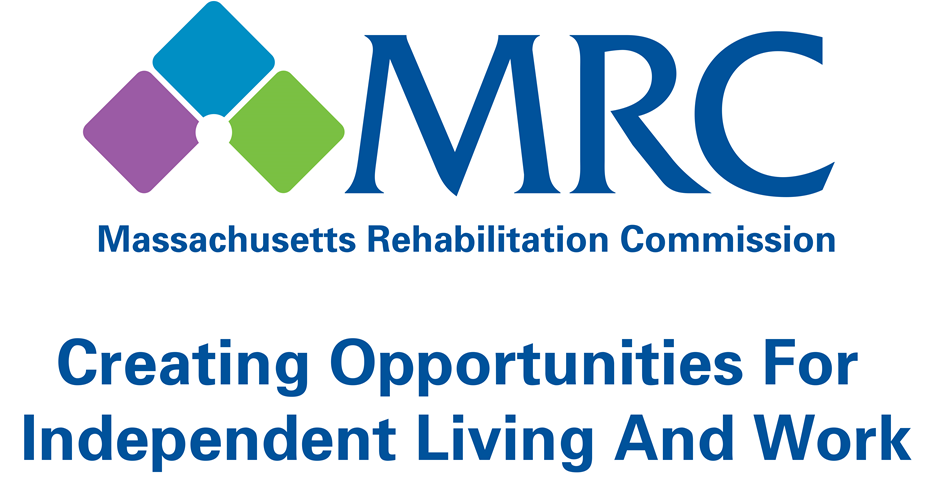 MRC
Massachusetts Rehabilitation Commission
Creating Opportunities For
Independent Living And Work